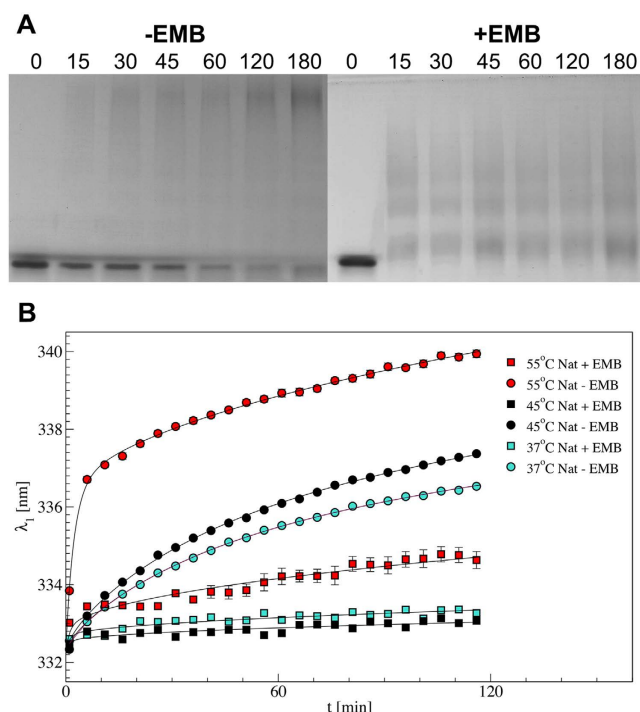 A
-EMB +EMB
0 15 30 45 60 120 180 0 15 30 45 60 120 180
B
340
338
336
334
332
λ₁ [nm]
55°C Nat + EMB
55°C Nat - EMB
45°C Nat + EMB
45°C Nat - EMB
37°C Nat + EMB
37°C Nat - EMB
0 60 120
t [min]